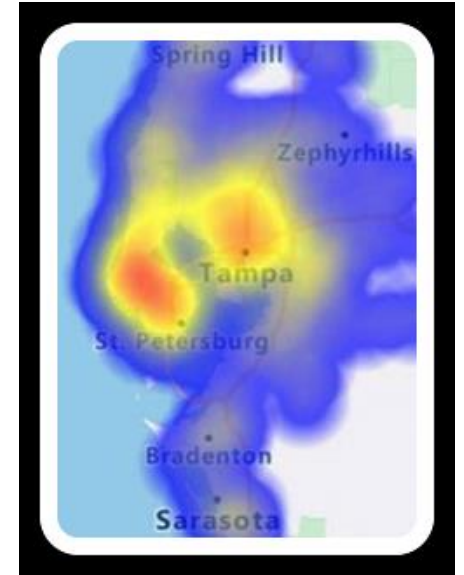 Spring Hill
Zephyrhills
Tampa
St. Petersburg
Bradenton
Sarasota